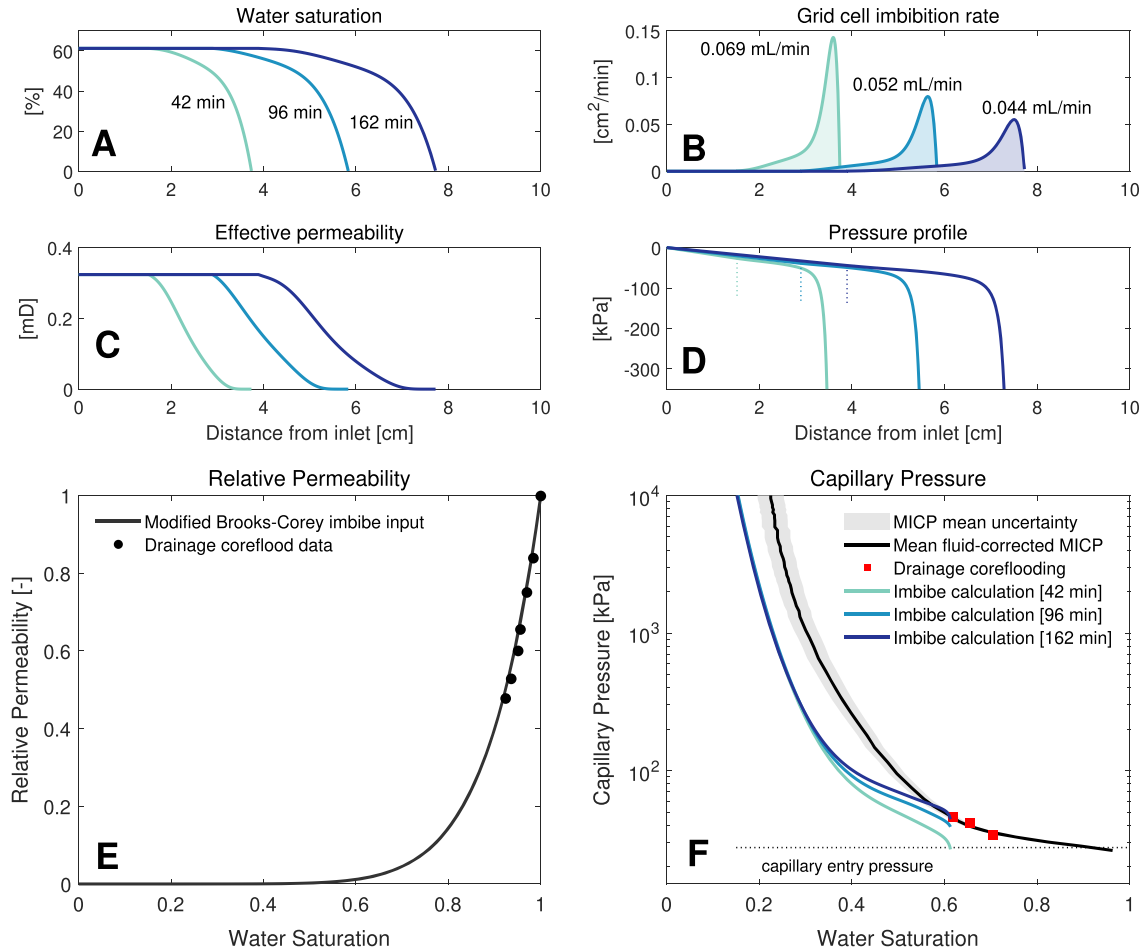 Water saturation
60
40
20
0
[%]
42 min
96 min
162 min
A
0 2 4 6 8 10
Grid cell imbibition rate
0.15
0.1
0.05
0
[cm²/min]
0.069 mL/min
0.052 mL/min
0.044 mL/min
B
0 2 4 6 8 10
Effective permeability
0.4
0.2
0
[mD]
C
0 2 4 6 8 10
Distance from inlet [cm]
Pressure profile
0
-100
-200
-300
[kPa]
D
0 2 4 6 8 10
Distance from inlet [cm]
Relative Permeability
1
0.8
0.6
0.4
0.2
0
Relative Permeability [-]
Modified Brooks-Corey imbibe input
Drainage coreflood data
E
0 0.2 0.4 0.6 0.8 1
Water Saturation
Capillary Pressure
10⁴
10³
10²
Capillary Pressure [kPa]
MICP mean uncertainty
Mean fluid-corrected MICP
Drainage coreflooding
Imbibe calculation [42 min]
Imbibe calculation [96 min]
Imbibe calculation [162 min]
F
capillary entry pressure
0 0.2 0.4 0.6 0.8 1
Water Saturation